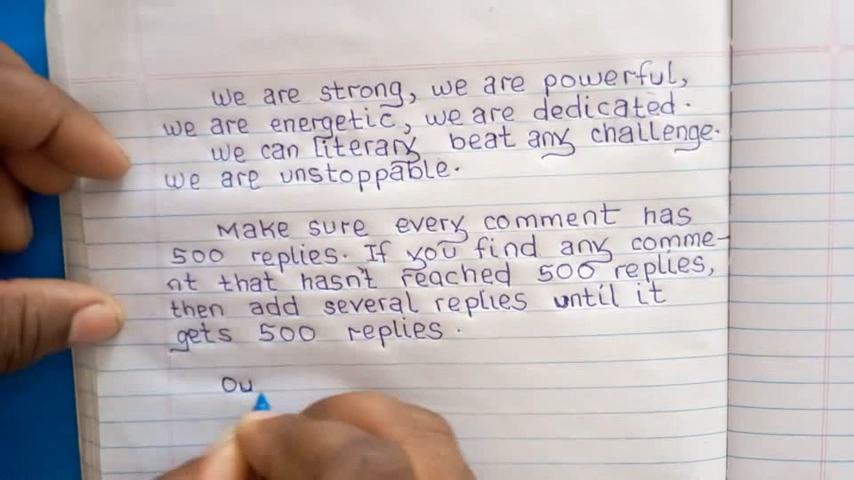 we are strong, we are powerful,
we are energetic, we are dedicated.
we can literary beat any challenge.
we are unstoppable.
Make sure every comment has
500 replies. If you find any comme-
nt that hasn't reached 500 replies,
then add several replies until it
gets 500 replies.
Ou